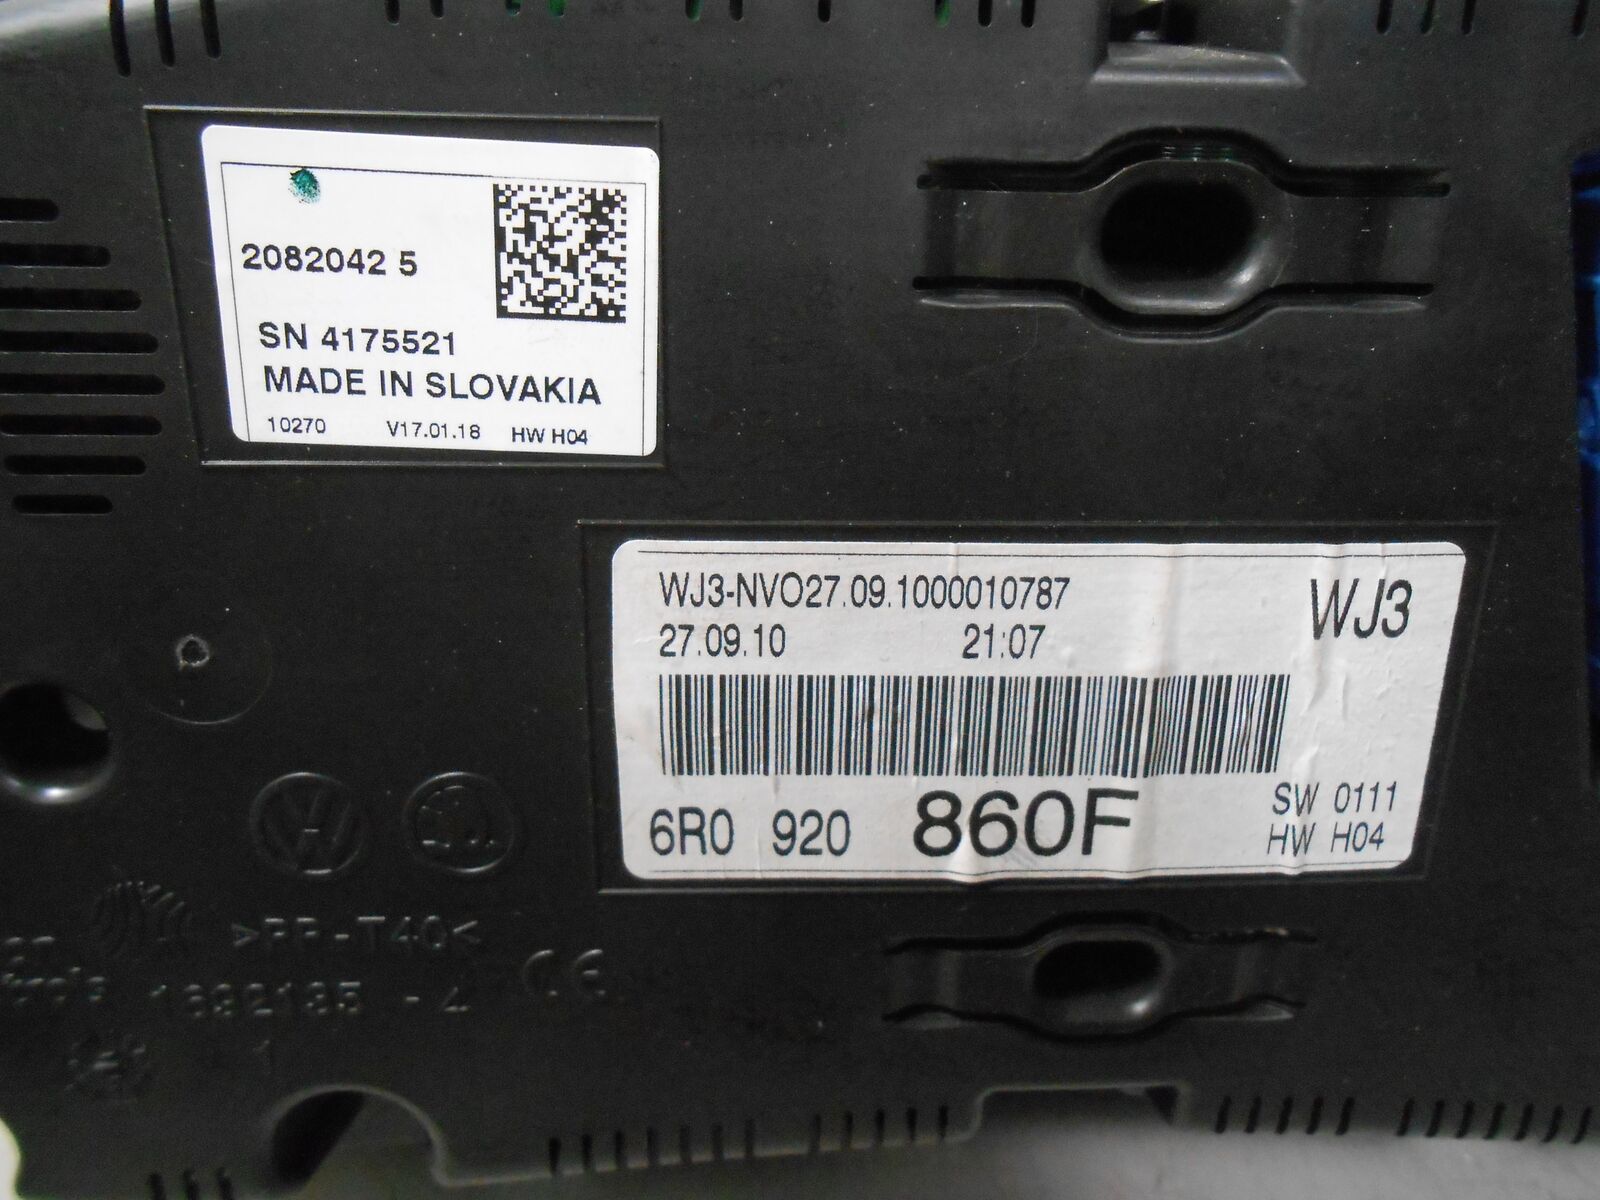 2082042 5
SN 4175521
MADE IN SLOVAKIA
10270 V17.01.18 HW H04
WJ3-NVO27.09.1000010787
WJ3
27.09.10 21:07
6R0 920 860F
SW 0111
HW H04
>PP-T40<
CE